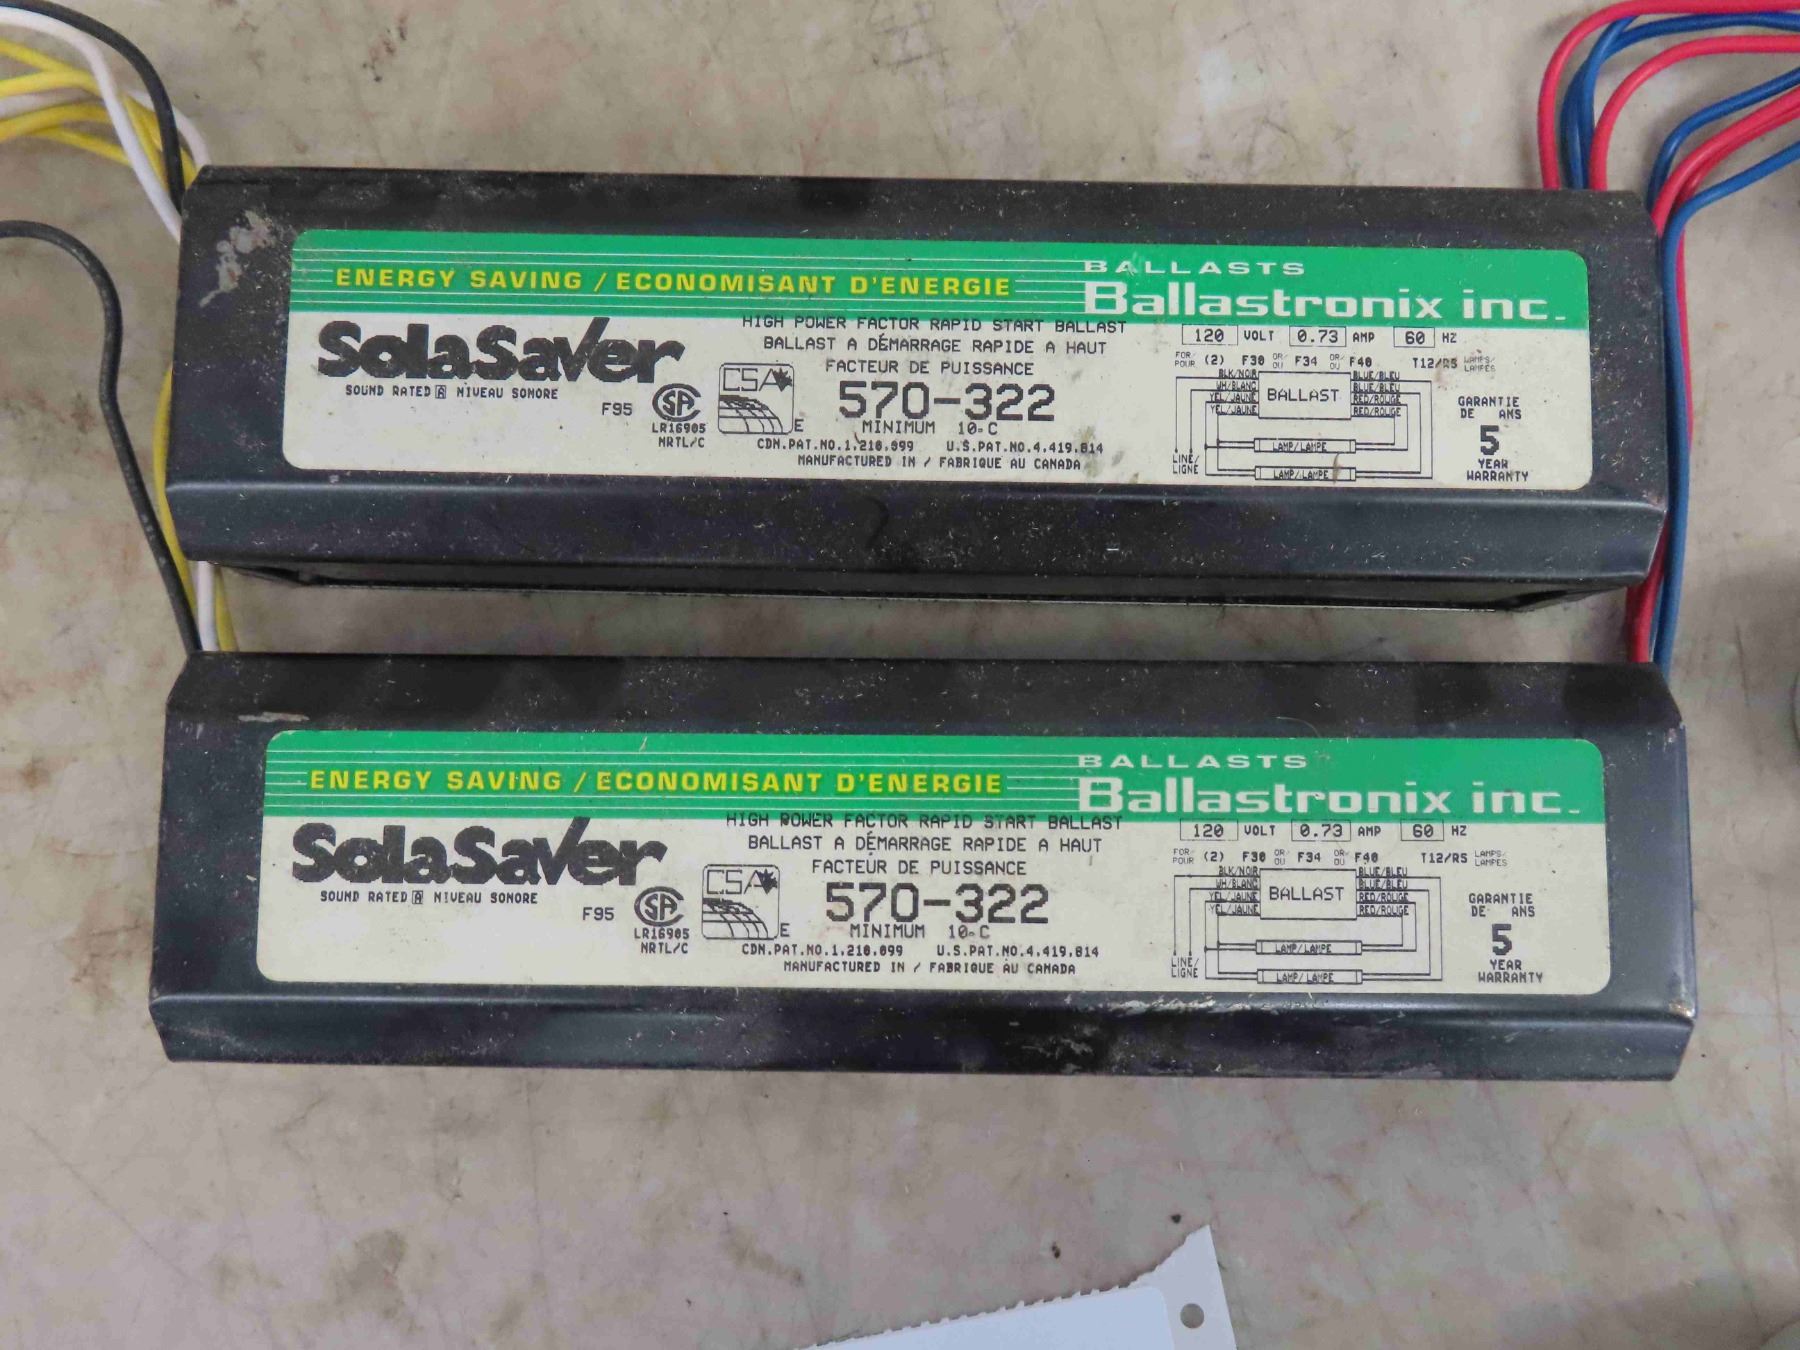 ENERGY SAVING / ECONOMISANT D'ENERGIE
BALLASTS
Ballastronix inc.
SolaSaver
SOUND RATED A NIVEAU SONORE
F95
SA
LR16905
NRTL/C
CSA
E
HIGH POWER FACTOR RAPID START BALLAST
BALLAST A DÉMARRAGE RAPIDE A HAUT
FACTEUR DE PUISSANCE
570-322
MINIMUM 10°C
CDN.PAT.NO.1.210.099 U.S.PAT.NO.4.419.814
MANUFACTURED IN / FABRIQUE AU CANADA
120 VOLT 0.73 AMP 60 HZ
FOR/POUR (2) F30 OR/OU F34 OR/OU F40 T12/RS LAMPS/LAMPES
BLK/NOIR
WH/BLANC
YEL/JAUNE
YEL/JAUNE
BALLAST
BLUE/BLEU
BLUE/BLEU
RED/ROUGE
RED/ROUGE
LAMP/LAMPE
LAMP/LAMPE
LINE/
LIGNE
GARANTIE
DE ANS
5
YEAR
WARRANTY
ENERGY SAVING / ECONOMISANT D'ENERGIE
BALLASTS
Ballastronix inc.
SolaSaver
SOUND RATED A NIVEAU SONORE
F95
SA
LR16905
NRTL/C
CSA
E
HIGH POWER FACTOR RAPID START BALLAST
BALLAST A DÉMARRAGE RAPIDE A HAUT
FACTEUR DE PUISSANCE
570-322
MINIMUM 10°C
CDN.PAT.NO.1.210.099 U.S.PAT.NO.4.419.814
MANUFACTURED IN / FABRIQUE AU CANADA
120 VOLT 0.73 AMP 60 HZ
FOR/POUR (2) F30 OR/OU F34 OR/OU F40 T12/RS LAMPS/LAMPES
BLK/NOIR
WH/BLANC
YEL/JAUNE
YEL/JAUNE
BALLAST
BLUE/BLEU
BLUE/BLEU
RED/ROUGE
RED/ROUGE
LAMP/LAMPE
LAMP/LAMPE
LINE/
LIGNE
GARANTIE
DE ANS
5
YEAR
WARRANTY